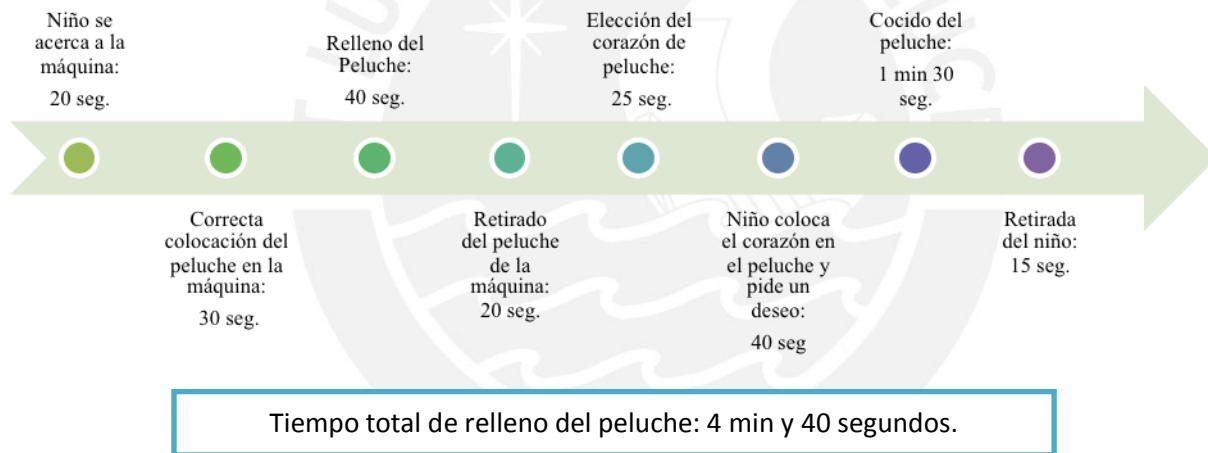 Niño se
acerca a la
máquina:
20 seg.
Correcta
colocación del
peluche en la
máquina:
30 seg.
Relleno del
Peluche:
40 seg.
Retirado
del peluche
de la
máquina:
20 seg.
Elección del
corazón de
peluche:
25 seg.
Niño coloca
el corazón en
el peluche y
pide un
deseo:
40 seg
Cocido del
peluche:
1 min 30
seg.
Retirada
del niño:
15 seg.
Tiempo total de relleno del peluche: 4 min y 40 segundos.